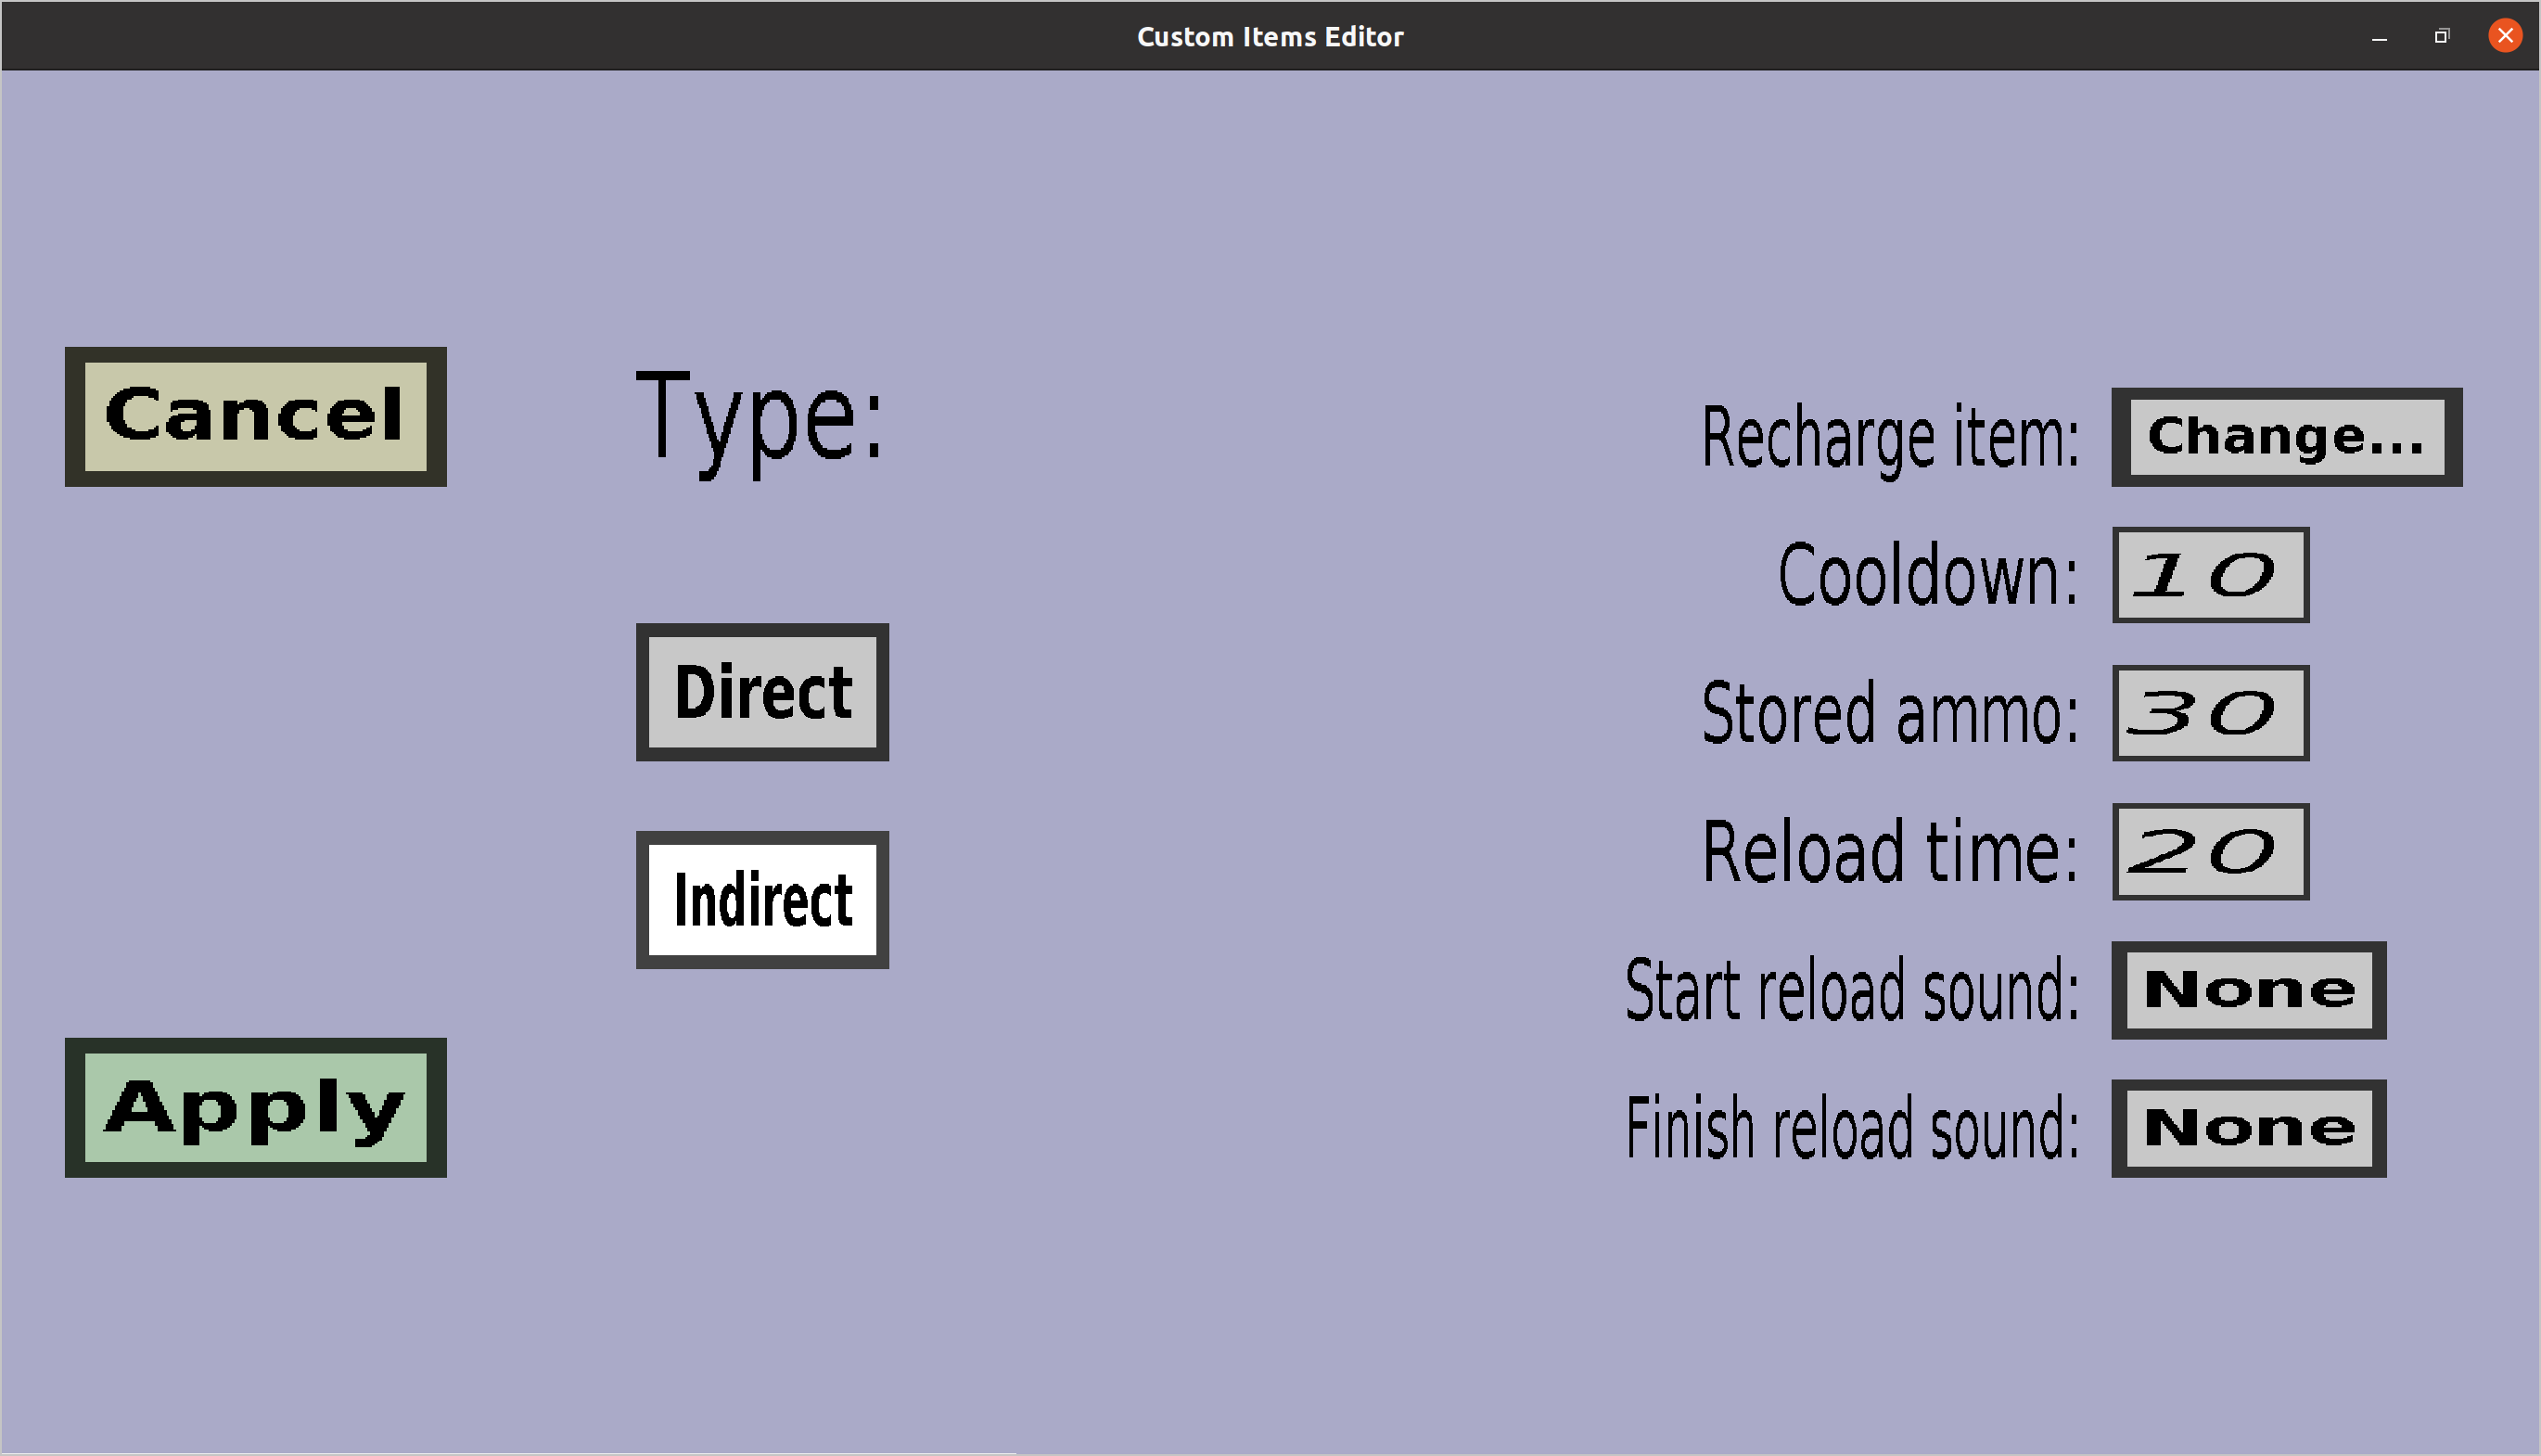 Custom Items Editor
Cancel
Type:
Recharge item: Change...
Cooldown: 10
Direct
Stored ammo: 30
Reload time: 20
Indirect
Start reload sound: None
Apply
Finish reload sound: None